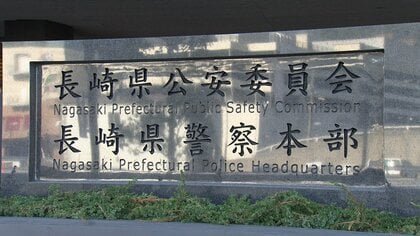 長崎県公安委員会
Nagasaki Prefectural Public Safety Commission
長崎県警察本部
Nagasaki Prefectural Police Headquarters